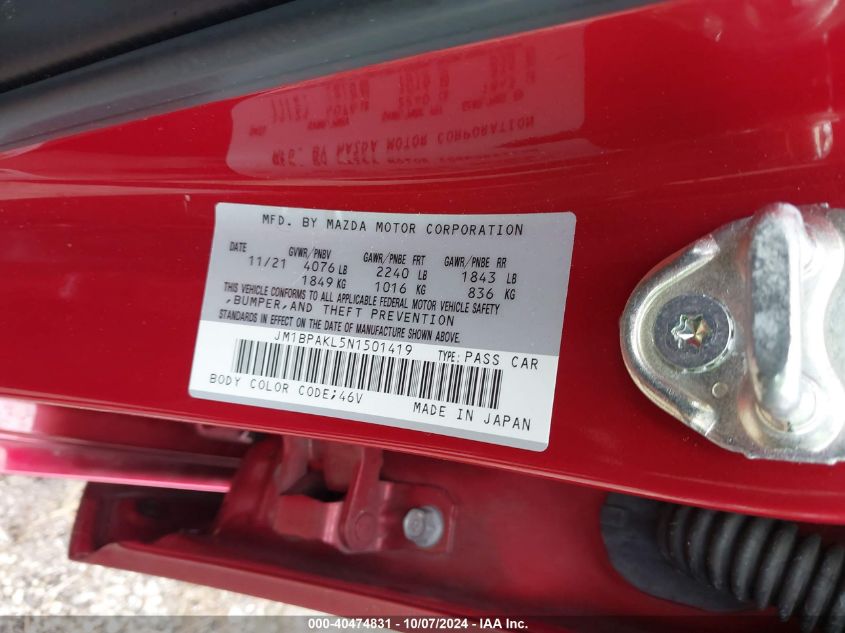 MFD. BY MAZDA MOTOR CORPORATION
DATE GVWR/PNBV GAWR/PNBE FRT GAWR/PNBE RR
11/21 4076 LB 2240 LB 1843 LB
1849 KG 1016 KG 836 KG
THIS VEHICLE CONFORMS TO ALL APPLICABLE FEDERAL MOTOR VEHICLE SAFETY
,BUMPER,AND THEFT PREVENTION
STANDARDS IN EFFECT ON THE DATE OF MANUFACTURE SHOWN ABOVE.
JM1BPAKL5N1501419 TYPE: PASS CAR
BODY COLOR CODE;46V MADE IN JAPAN
000-40474831 - 10/07/2024 - IAA Inc.